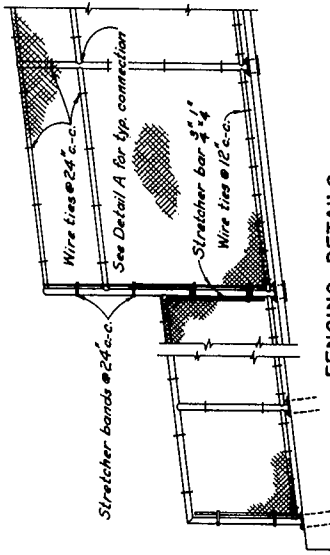 Stretcher bands @ 24" c.-c.
Wire ties @ 24" c.-c.
See Detail A for typ. connection
Stretcher bar 3/4" x 1/4"
Wire ties @ 12" c.-c.
FENCING DETAILS